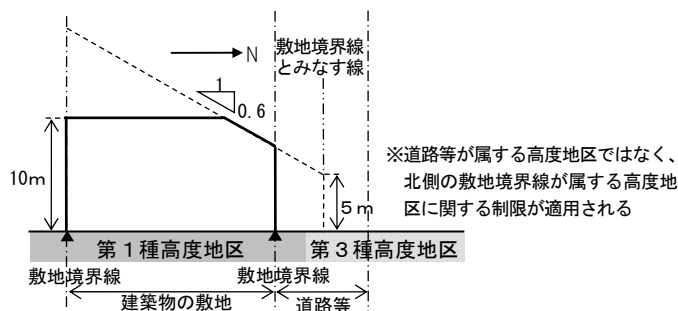 敷地境界線
とみなす線
N
1
0.6
10m
5m
※道路等が属する高度地区ではなく、
北側の敷地境界線が属する高度地
区に関する制限が適用される
第1種高度地区
第3種高度地区
敷地境界線
敷地境界線
建築物の敷地
道路等